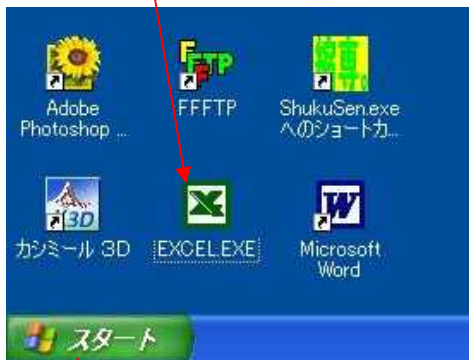 Adobe
Photoshop ...
FFFTP
ShukuSen.exe
へのショートカ...
カシミール 3D
EXCEL.EXE
Microsoft
Word
スタート